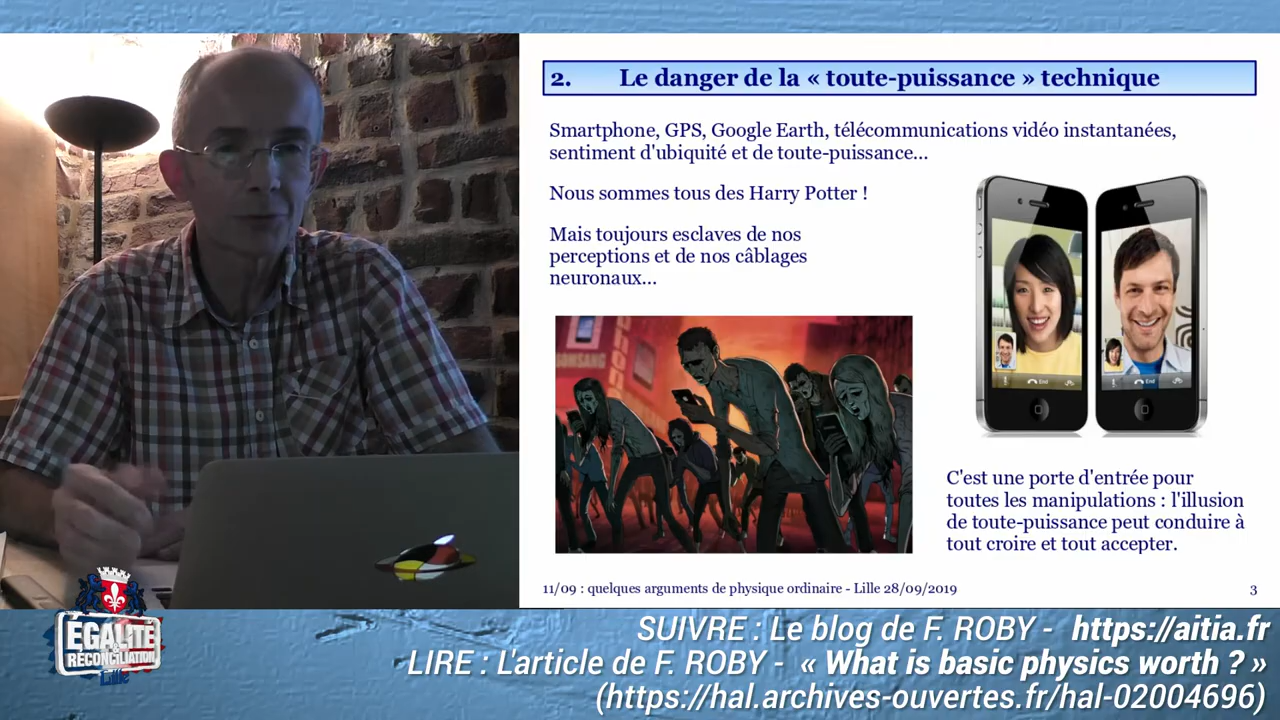 2. Le danger de la « toute-puissance » technique
Smartphone, GPS, Google Earth, télécommunications vidéo instantanées,
sentiment d'ubiquité et de toute-puissance...
Nous sommes tous des Harry Potter !
Mais toujours esclaves de nos
perceptions et de nos câblages
neuronaux...
End
End
C'est une porte d'entrée pour
toutes les manipulations : l'illusion
de toute-puissance peut conduire à
tout croire et tout accepter.
11/09 : quelques arguments de physique ordinaire - Lille 28/09/2019
3
ÉGALITÉ
&
RÉCONCILIATION
Lille
SUIVRE : Le blog de F. ROBY - https://aitia.fr
LIRE : L'article de F. ROBY - « What is basic physics worth ? »
(https://hal.archives-ouvertes.fr/hal-02004696)